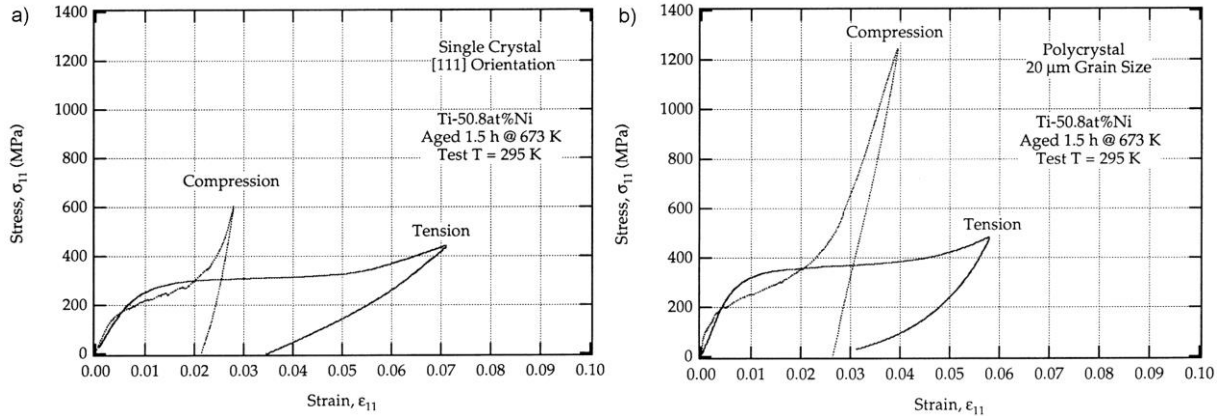 a)
1400
1200
1000
800
600
400
200
0
Stress, σ11 (MPa)
Single Crystal
[111] Orientation
Ti-50.8at%Ni
Aged 1.5 h @ 673 K
Test T = 295 K
Compression
Tension
0.00 0.01 0.02 0.03 0.04 0.05 0.06 0.07 0.08 0.09 0.10
Strain, ε11
b)
1400
1200
1000
800
600
400
200
0
Stress, σ11 (MPa)
Compression
Polycrystal
20 µm Grain Size
Ti-50.8at%Ni
Aged 1.5 h @ 673 K
Test T = 295 K
Tension
0.00 0.01 0.02 0.03 0.04 0.05 0.06 0.07 0.08 0.09 0.10
Strain, ε11